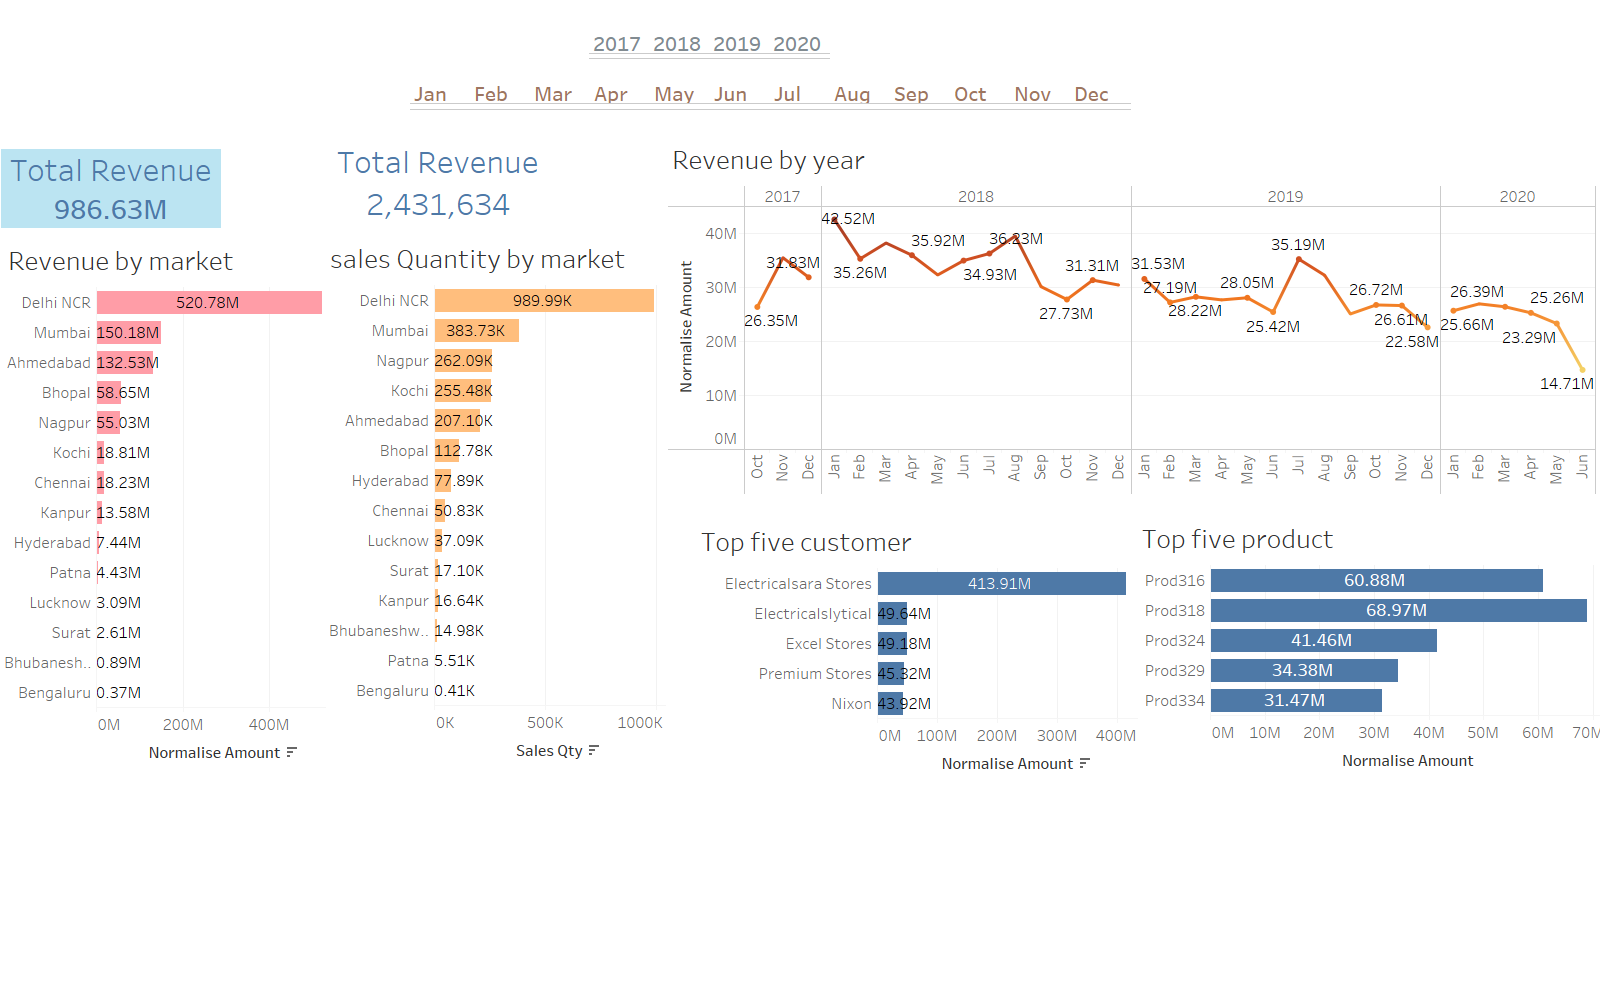 2017 2018 2019 2020
Jan Feb Mar Apr May Jun Jul Aug Sep Oct Nov Dec
Total Revenue
986.63M
Total Revenue
2,431,634
Revenue by market
Delhi NCR 520.78M
Mumbai 150.18M
Ahmedabad 132.53M
Bhopal 58.65M
Nagpur 55.03M
Kochi 18.81M
Chennai 18.23M
Kanpur 13.58M
Hyderabad 7.44M
Patna 4.43M
Lucknow 3.09M
Surat 2.61M
Bhubanesh.. 0.89M
Bengaluru 0.37M
0M 200M 400M
Normalise Amount
sales Quantity by market
Delhi NCR 989.99K
Mumbai 383.73K
Nagpur 262.09K
Kochi 255.48K
Ahmedabad 207.10K
Bhopal 112.78K
Hyderabad 77.89K
Chennai 50.83K
Lucknow 37.09K
Surat 17.10K
Kanpur 16.64K
Bhubaneshw.. 14.98K
Patna 5.51K
Bengaluru 0.41K
0K 500K 1000K
Sales Qty
Revenue by year
2017 2018 2019 2020
Normalise Amount
40M
30M
20M
10M
0M
26.35M 31.83M 42.52M 35.26M 35.92M 34.93M 36.23M 27.73M 31.31M 31.53M 27.19M 28.22M 28.05M 25.42M 35.19M 26.72M 26.61M 22.58M 25.66M 26.39M 23.29M 25.26M 14.71M
Oct Nov Dec Jan Feb Mar Apr May Jun Jul Aug Sep Oct Nov Dec Jan Feb Mar Apr May Jun Jul Aug Sep Oct Nov Dec Jan Feb Mar Apr May Jun
Top five customer
Electricalsara Stores 413.91M
Electricalslytical 49.64M
Excel Stores 49.18M
Premium Stores 45.32M
Nixon 43.92M
0M 100M 200M 300M 400M
Normalise Amount
Top five product
Prod316 60.88M
Prod318 68.97M
Prod324 41.46M
Prod329 34.38M
Prod334 31.47M
0M 10M 20M 30M 40M 50M 60M 70M
Normalise Amount